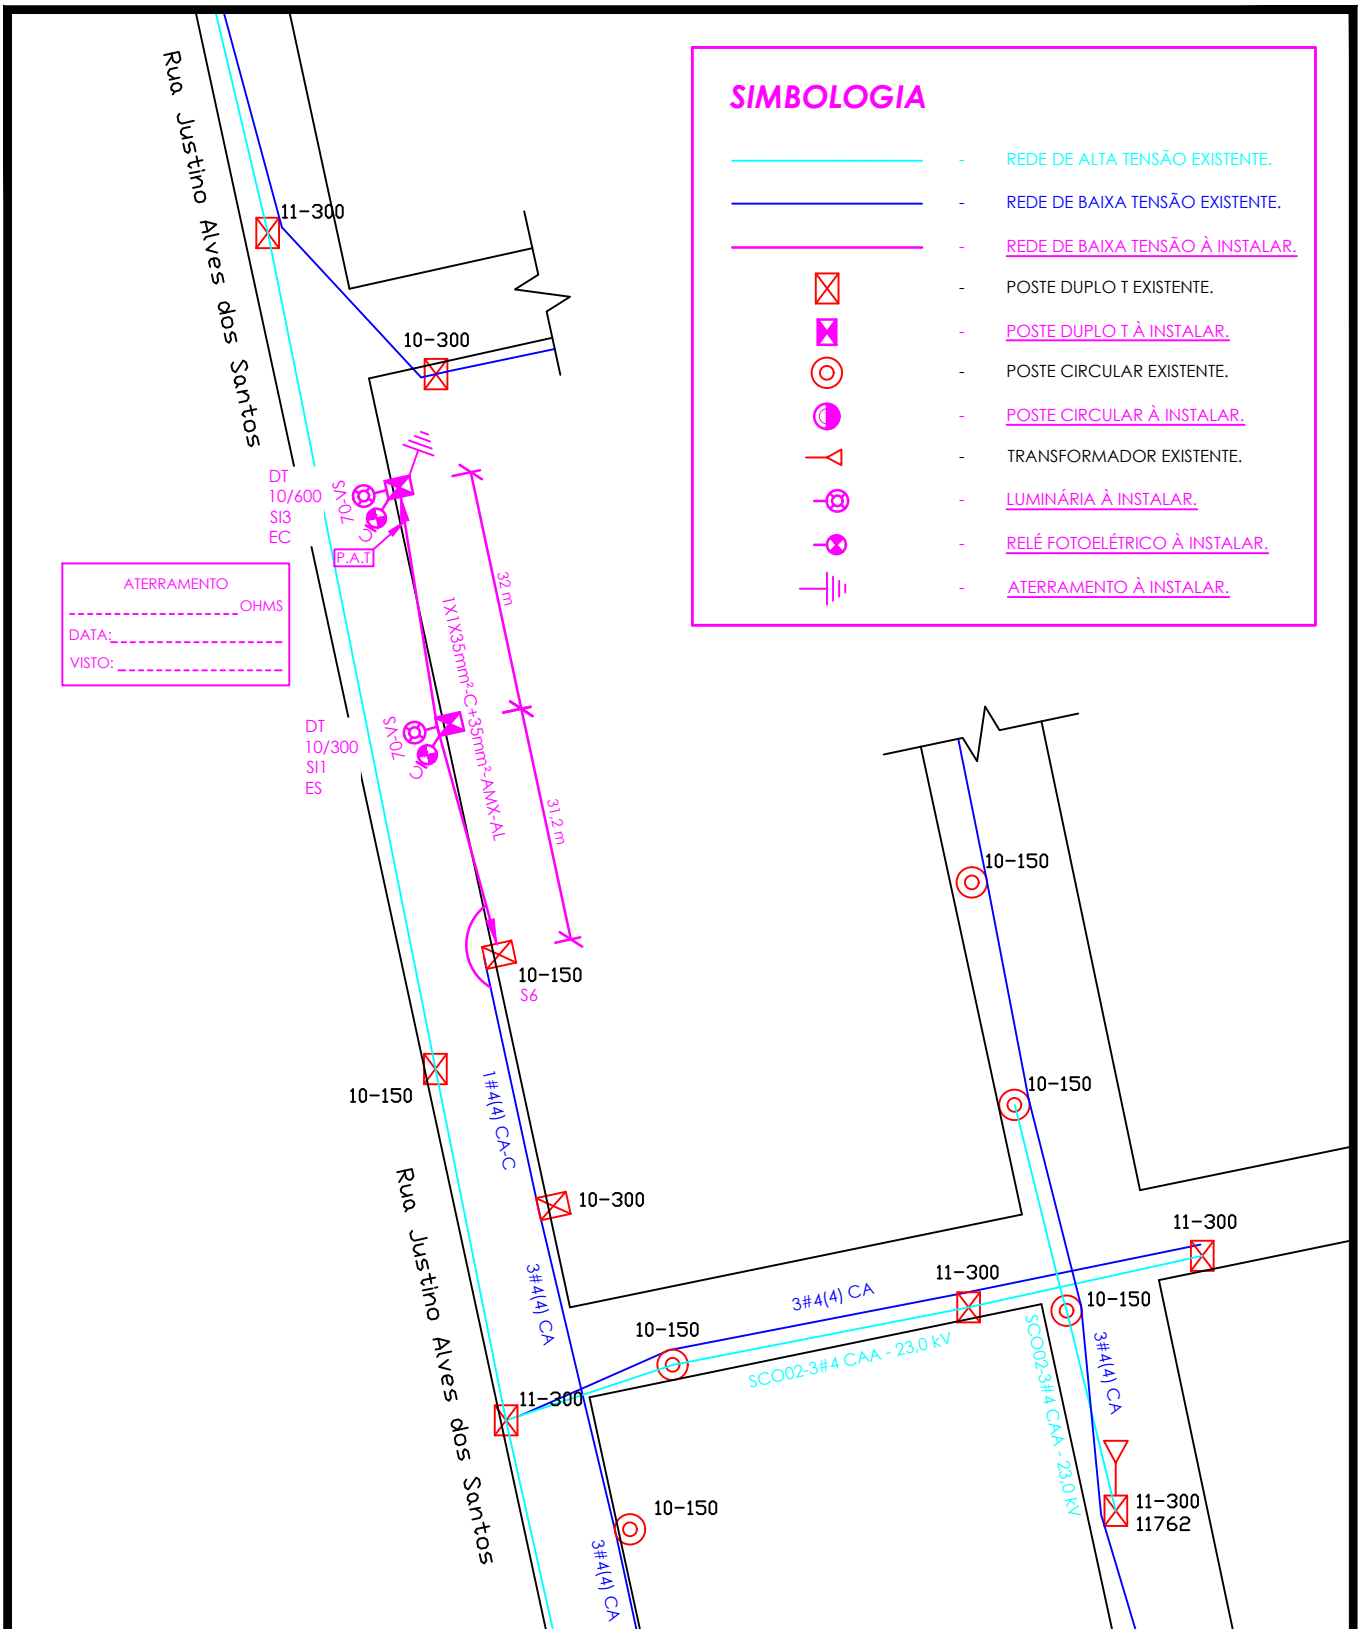 Rua Justino Alves dos Santos
SIMBOLOGIA
- REDE DE ALTA TENSÃO EXISTENTE.
- REDE DE BAIXA TENSÃO EXISTENTE.
- REDE DE BAIXA TENSÃO À INSTALAR.
- POSTE DUPLO T EXISTENTE.
- POSTE DUPLO T À INSTALAR.
- POSTE CIRCULAR EXISTENTE.
- POSTE CIRCULAR À INSTALAR.
- TRANSFORMADOR EXISTENTE.
- LUMINÁRIA À INSTALAR.
- RELÉ FOTOELÉTRICO À INSTALAR.
- ATERRAMENTO À INSTALAR.
11-300
10-300
DT
10/600
SI3
EC
70-VS
P.A.T
ATERRAMENTO
OHMS
DATA:
VISTO:
32 m
1X1X35mm²-C+35mm²-AMX-AL
DT
10/300
SI1
ES
70-VS
31,2 m
10-150
S6
10-150
10-150
1#4(4) CA-C
10-150
10-300
Rua Justino Alves dos Santos
3#4(4) CA
11-300
11-300
3#4(4) CA
10-150
10-150
SCO02-3#4 CAA - 23,0 kV
SCO02-3#4 CAA - 23,0 kV
3#4(4) CA
11-300
10-150
11-300
11762
3#4(4) CA